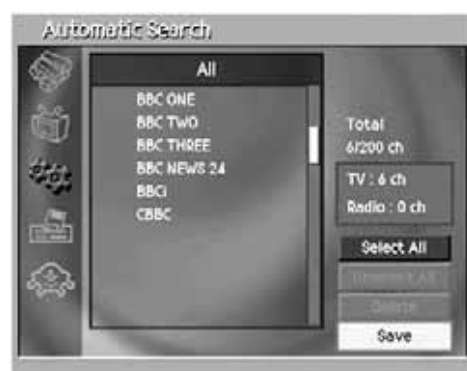 Automatic Search
All
BBC ONE
BBC TWO
BBC THREE
BBC NEWS 24
BBCi
CBBC
Total
6/200 ch
TV : 6 ch
Radio : 0 ch
Select All
Delete
Save